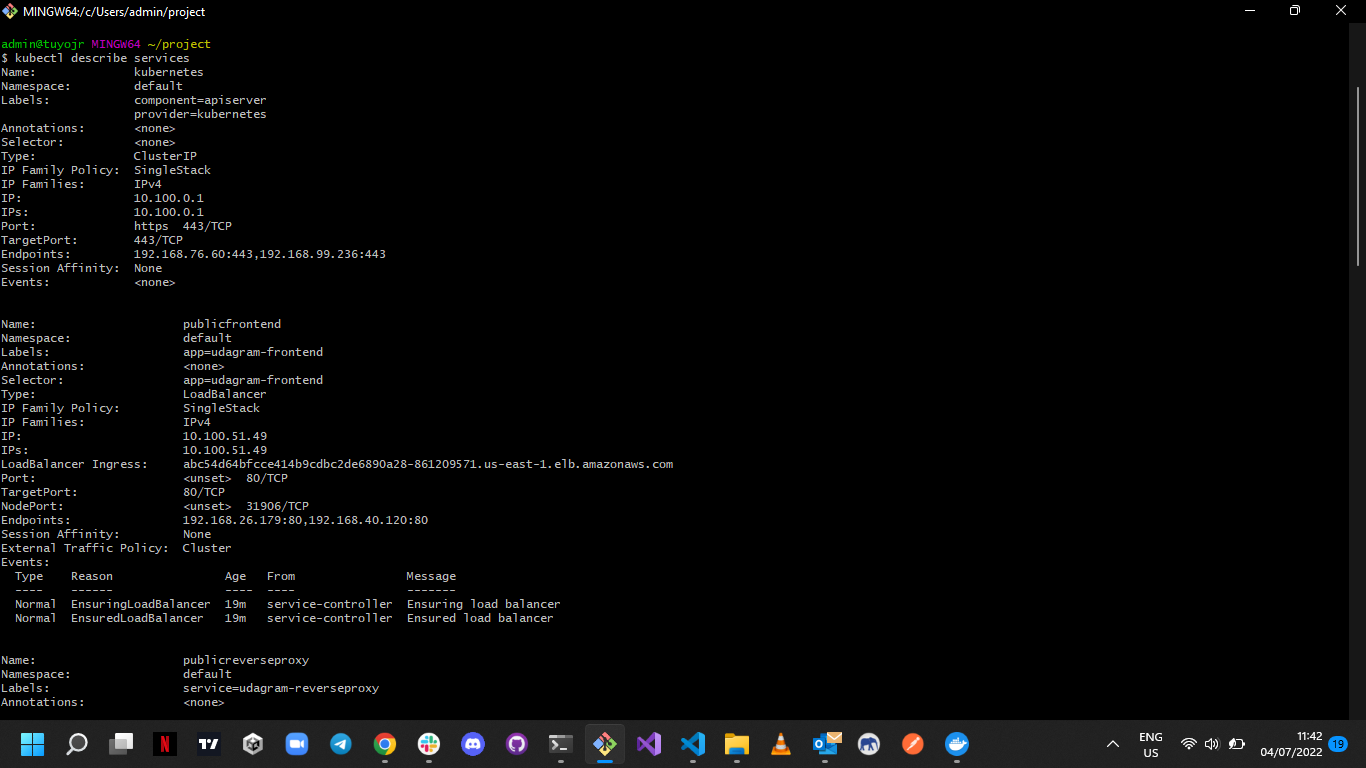 MINGW64:/c/Users/admin/project
admin@tuyojr MINGW64 ~/project
$ kubectl describe services
Name:              kubernetes
Namespace:         default
Labels:            component=apiserver
                   provider=kubernetes
Annotations:       <none>
Selector:          <none>
Type:              ClusterIP
IP Family Policy:  SingleStack
IP Families:       IPv4
IP:                10.100.0.1
IPs:               10.100.0.1
Port:              https  443/TCP
TargetPort:        443/TCP
Endpoints:         192.168.76.60:443,192.168.99.236:443
Session Affinity:  None
Events:            <none>
Name:                     publicfrontend
Namespace:                default
Labels:                   app=udagram-frontend
Annotations:              <none>
Selector:                 app=udagram-frontend
Type:                     LoadBalancer
IP Family Policy:         SingleStack
IP Families:              IPv4
IP:                       10.100.51.49
IPs:                      10.100.51.49
LoadBalancer Ingress:     abc54d64bfcce414b9cdbc2de6890a28-861209571.us-east-1.elb.amazonaws.com
Port:                     <unset>  80/TCP
TargetPort:               80/TCP
NodePort:                 <unset>  31906/TCP
Endpoints:                192.168.26.179:80,192.168.40.120:80
Session Affinity:         None
External Traffic Policy:  Cluster
Events:
  Type    Reason                Age   From                Message
  ----    ------                ----  ----                -------
  Normal  EnsuringLoadBalancer  19m   service-controller  Ensuring load balancer
  Normal  EnsuredLoadBalancer   19m   service-controller  Ensured load balancer
Name:                     publicreverseproxy
Namespace:                default
Labels:                   service=udagram-reverseproxy
Annotations:              <none>
N
ENG
US
11:42
04/07/2022
19